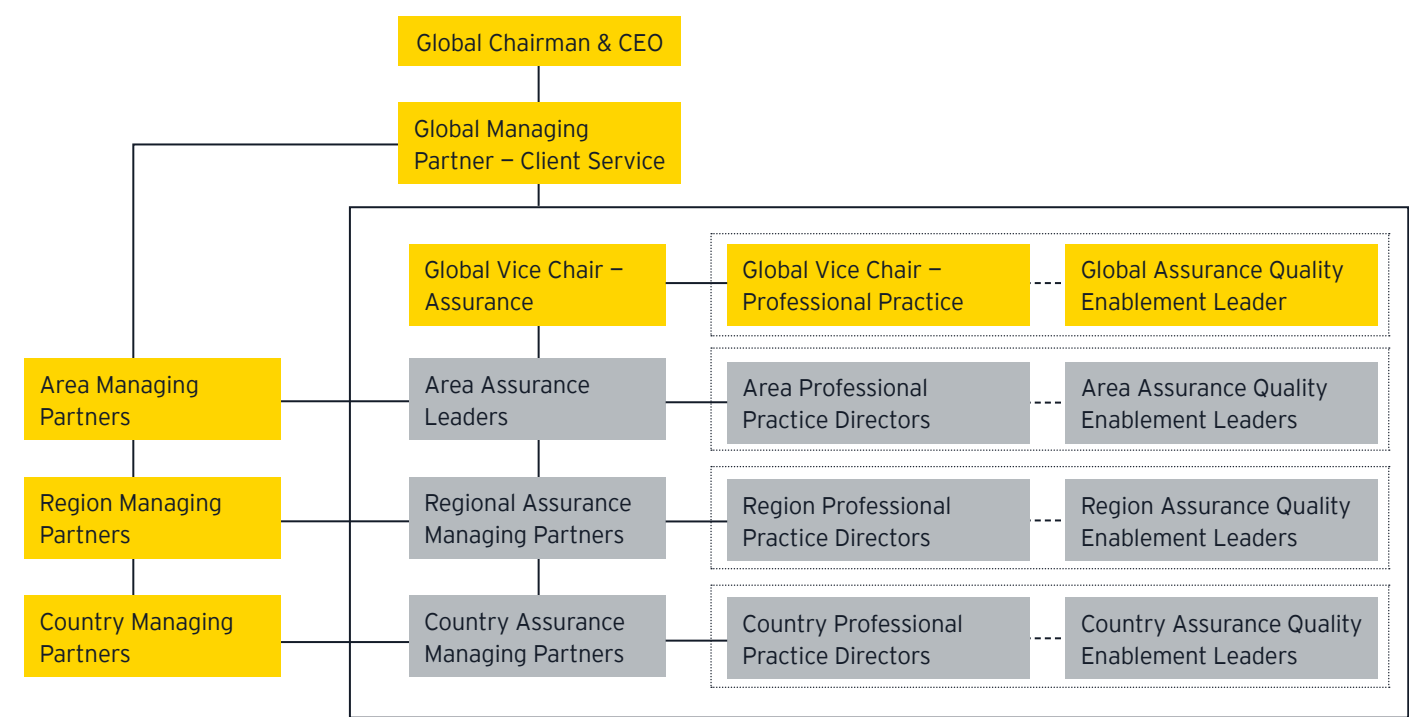 Global Chairman & CEO
Global Managing
Partner – Client Service
Global Vice Chair –
Assurance
Global Vice Chair –
Professional Practice
Global Assurance Quality
Enablement Leader
Area Managing
Partners
Area Assurance
Leaders
Area Professional
Practice Directors
Area Assurance Quality
Enablement Leaders
Region Managing
Partners
Regional Assurance
Managing Partners
Region Professional
Practice Directors
Region Assurance Quality
Enablement Leaders
Country Managing
Partners
Country Assurance
Managing Partners
Country Professional
Practice Directors
Country Assurance Quality
Enablement Leaders